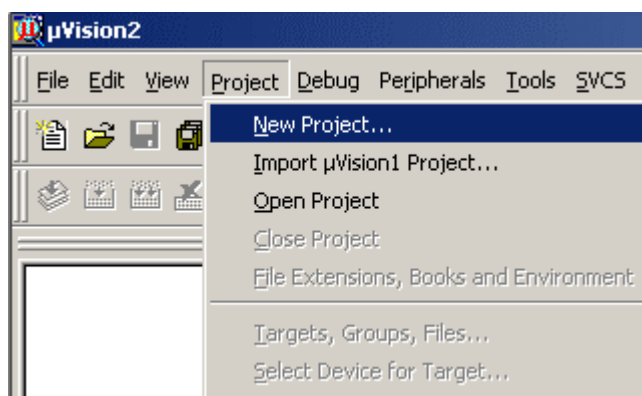 µVision2
File Edit View Project Debug Peripherals Tools SVCS
New Project...
Import µVision1 Project...
Open Project
Close Project
File Extensions, Books and Environment
Targets, Groups, Files...
Select Device for Target...